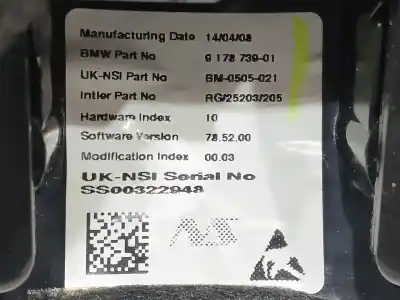 Manufacturing Date 14/04/08
BMW Part No 9 178 739-01
UK-NSI Part No BM-0505-021
Intier Part No RG/25203/205
Hardware Index 10
Software Version 78.52.00
Modification Index 00.03
UK-NSI Serial No
SS00322948